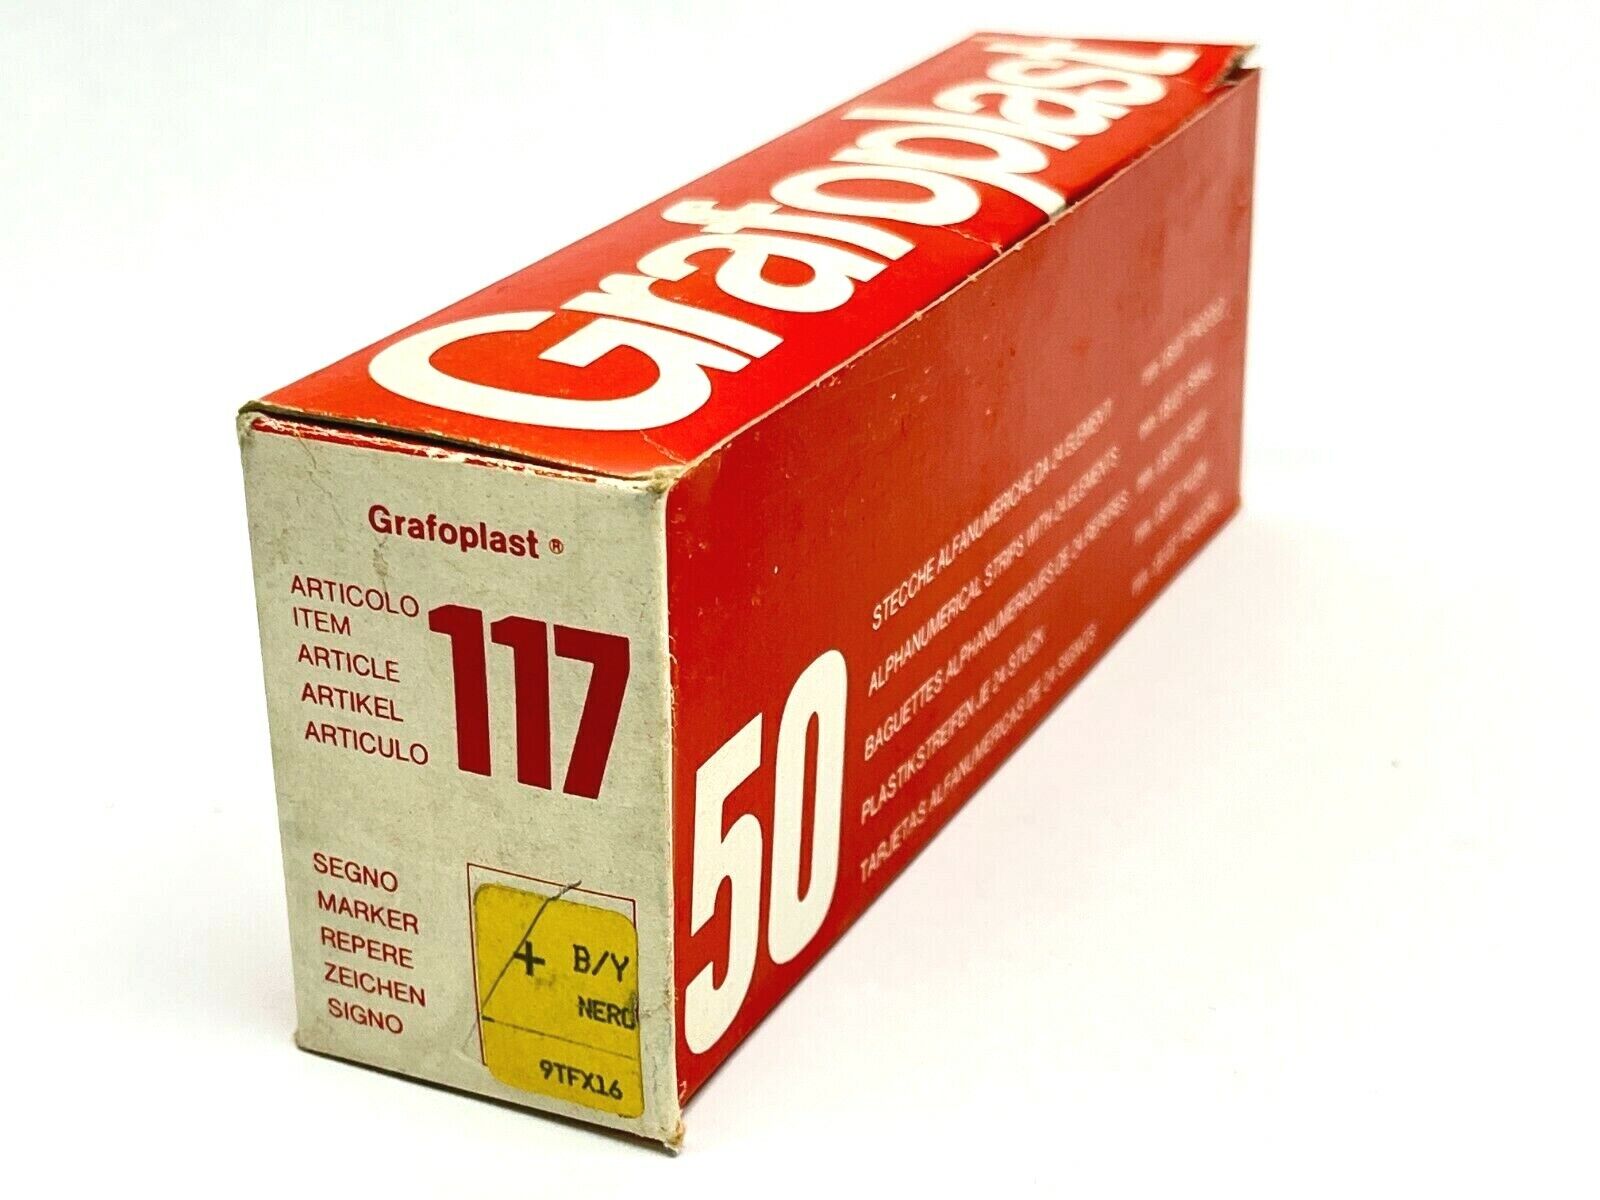 Grafoplast
Grafoplast ®
ARTICOLO
ITEM
ARTICLE
ARTIKEL
ARTICULO
117
SEGNO
MARKER
REPERE
ZEICHEN
SIGNO
+ B/Y
NERO
9TFX16
50
STECCHE ALFANUMERICHE DA 24 ELEMENTI
ALPHANUMERICAL STRIPS WITH 24 ELEMENTS:
BAGUETTES ALPHANUMERIQUES DE 24 REPERES:
PLASTIKSTREIFEN JE 24 STUCK:
TARJETAS ALFANUMERICAS DE 24 SIGNOS: